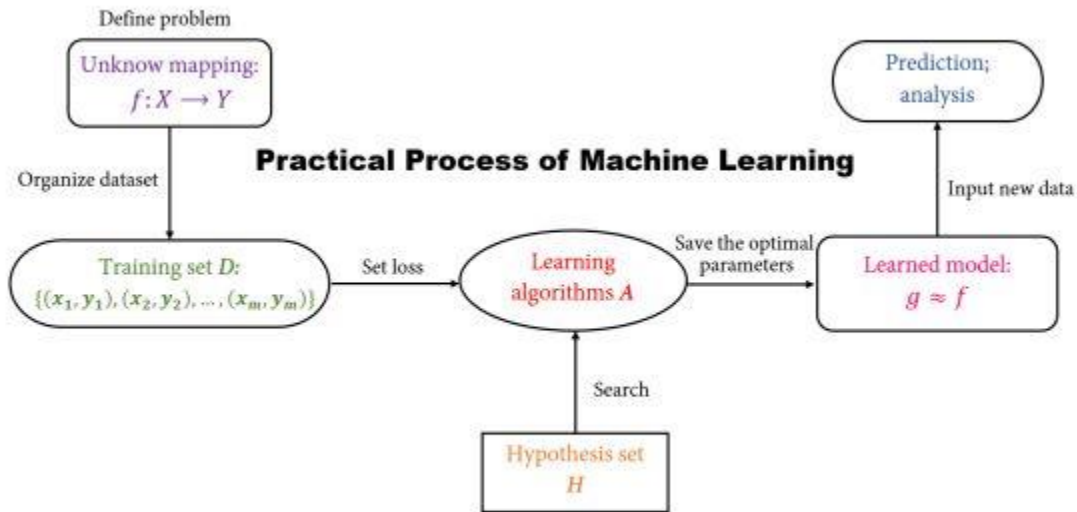 Define problem
Unknow mapping:
f: X → Y
Organize dataset
Training set D:
{(x₁, y₁), (x₂, y₂), ..., (xₘ, yₘ)}
Practical Process of Machine Learning
Set loss
Learning
algorithms A
Search
Hypothesis set
H
Save the optimal
parameters
Learned model:
g ≈ f
Input new data
Prediction;
analysis